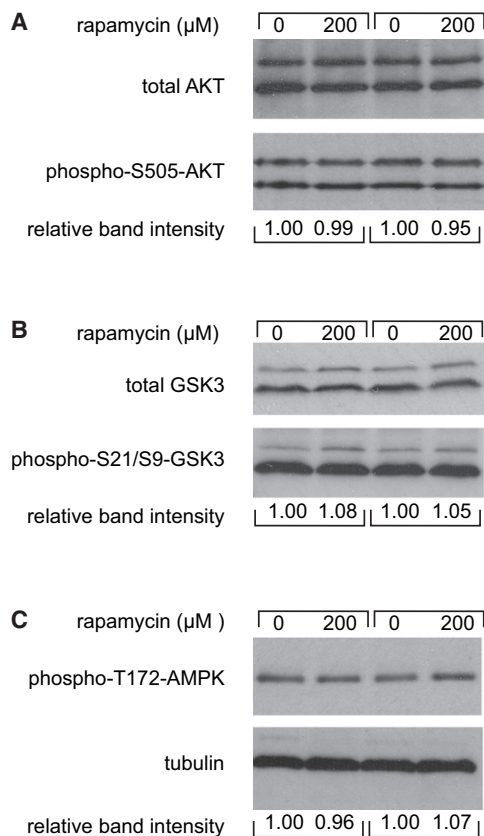 A rapamycin (μM) 0 200 0 200
total AKT
phospho-S505-AKT
relative band intensity 1.00 0.99 1.00 0.95
B rapamycin (μM) 0 200 0 200
total GSK3
phospho-S21/S9-GSK3
relative band intensity 1.00 1.08 1.00 1.05
C rapamycin (μM ) 0 200 0 200
phospho-T172-AMPK
tubulin
relative band intensity 1.00 0.96 1.00 1.07